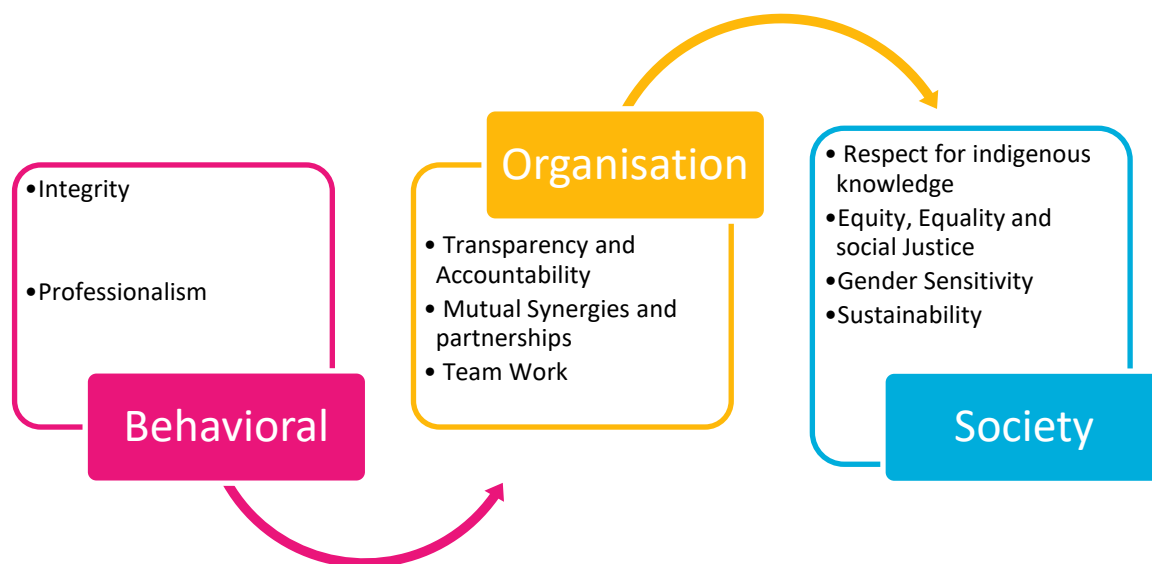 •Integrity
•Professionalism
Behavioral
Organisation
• Transparency and
Accountability
• Mutual Synergies and
partnerships
• Team Work
• Respect for indigenous
knowledge
•Equity, Equality and
social Justice
•Gender Sensitivity
•Sustainability
Society